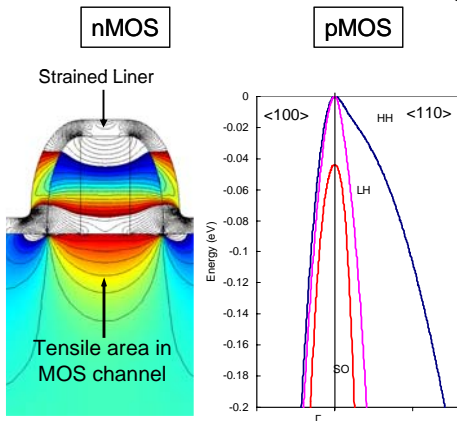 nMOS
pMOS
Strained Liner
Tensile area in
MOS channel
Energy (eV)
0
-0.02
-0.04
-0.06
-0.08
-0.1
-0.12
-0.14
-0.16
-0.18
-0.2
<100>
HH
<110>
LH
SO
Γ